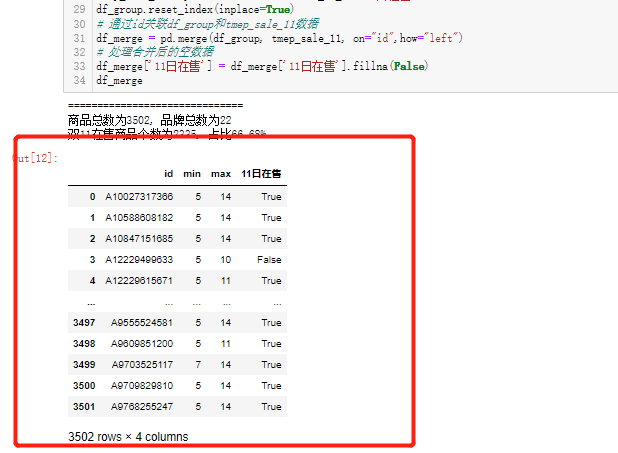 29 df_group.reset_index(inplace=True)
30 # 通过id关联df_group和tmep_sale_11数据
31 df_merge = pd.merge(df_group, tmep_sale_11, on="id",how="left")
32 # 处理合并后的空数据
33 df_merge['11日在售'] = df_merge['11日在售'].fillna(False)
34 df_merge
==============================
商品总数为3502, 品牌总数为22
双11在售商品个数为2335, 占比66.68%
ut[12]:
id min max 11日在售
0 A10027317366 5 14 True
1 A10588608182 5 14 True
2 A10847151685 5 14 True
3 A12229499633 5 10 False
4 A12229615671 5 11 True
... ... ... ... ...
3497 A9555524581 5 14 True
3498 A9609851200 5 11 True
3499 A9703525117 7 14 True
3500 A9709829810 5 14 True
3501 A9768255247 5 14 True
3502 rows × 4 columns